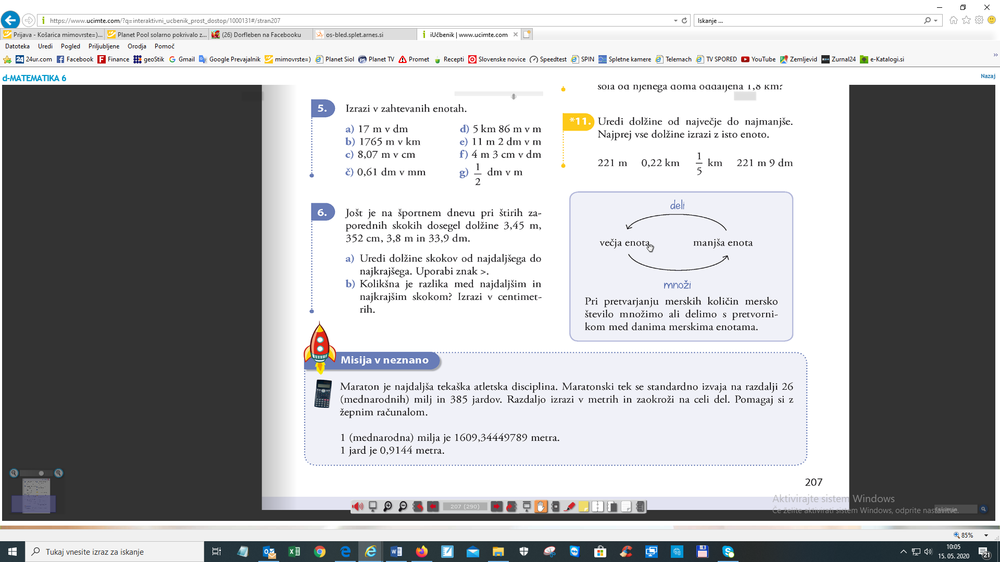 https://www.ucimte.com/?q=interaktivni_ucbenik_prost_dostop/1000131#/stran207
Iskanje ...
Prijava - Košarica mimovrste=)...
Planet Pool solarno pokrivalo z...
(26) Dorfleben na Facebooku
os-bled.splet.arnes.si
iUčbenik | www.ucimte.com
Datoteka Uredi Pogled Priljubljene Orodja Pomoč
24ur.com Facebook Finance geoStik Gmail Google Prevajalnik mimovrste=) Planet Siol Planet TV Promet Recepti Slovenske novice Speedtest SPIN Spletne kamere Telemach TV SPORED YouTube Zemljevid Zurnal24 e-Katalogi.si
d-MATEMATIKA 6
Nazaj
5. Izrazi v zahtevanih enotah.
a) 17 m v dm
b) 1765 m v km
c) 8,07 m v cm
č) 0,61 dm v mm
d) 5 km 86 m v m
e) 11 m 2 dm v m
f) 4 m 3 cm v dm
g) 1/2 dm v m
6. Jošt je na športnem dnevu pri štirih za-
porednih skokih dosegel dolžine 3,45 m,
352 cm, 3,8 m in 33,9 dm.
a) Uredi dolžine skokov od najdaljšega do
najkrajšega. Uporabi znak >.
b) Kolikšna je razlika med najdaljšim in
najkrajšim skokom? Izrazi v centimet-
rih.
šola od njenega doma oddaljena 1,8 km?
*11. Uredi dolžine od največje do najmanjše.
Najprej vse dolžine izrazi z isto enoto.
221 m 0,22 km 1/5 km 221 m 9 dm
deli
večja enota manjša enota
množi
Pri pretvarjanju merskih količin mersko
število množimo ali delimo s pretvorni-
kom med danima merskima enotama.
Misija v neznano
Maraton je najdaljša tekaška atletska disciplina. Maratonski tek se standardno izvaja na razdalji 26
(mednarodnih) milj in 385 jardov. Razdaljo izrazi v metrih in zaokroži na celi del. Pomagaj si z
žepnim računalom.
1 (mednarodna) milja je 1609,34449789 metra.
1 jard je 0,9144 metra.
207
207 (290)
Aktivirajte sistem Windows
Če želite aktivirati sistem Windows, odprite nastavitve.
Iskanje
85%
Tukaj vnesite izraz za iskanje
10:05
15. 05. 2020
21